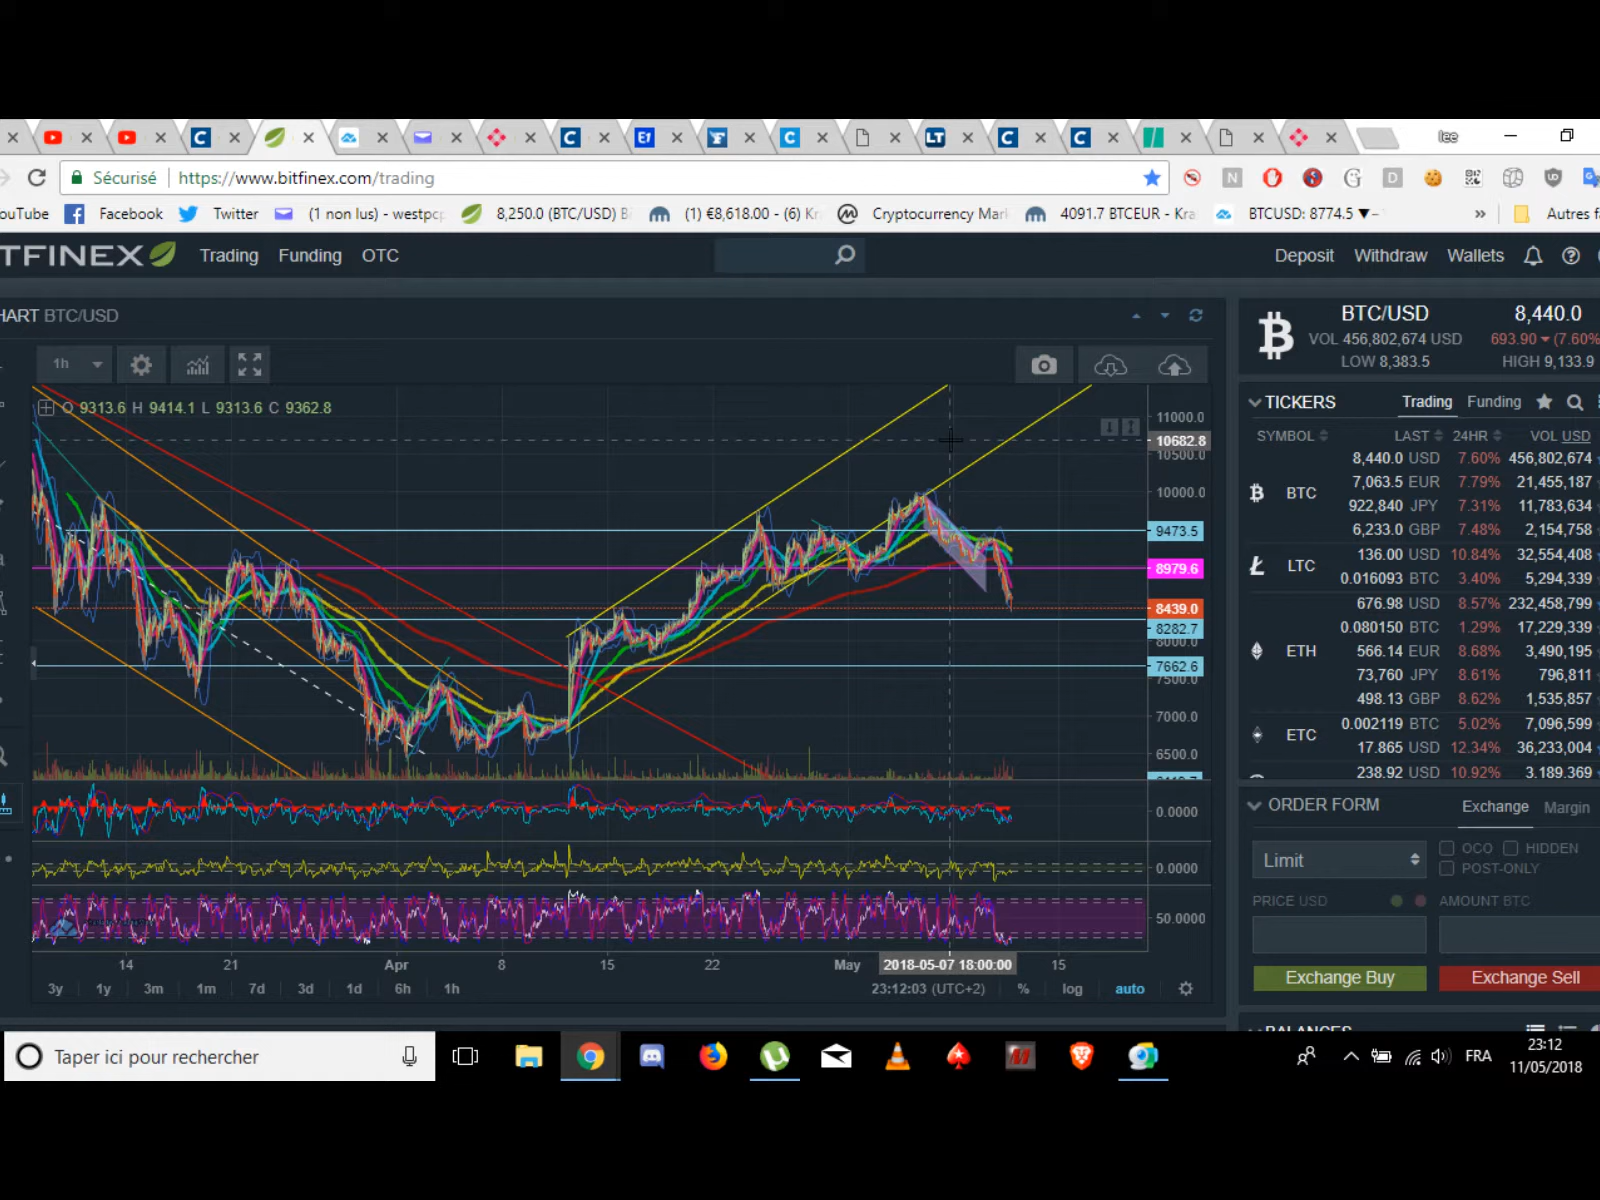 lee
Sécurisé
https://www.bitfinex.com/trading
ouTube Facebook Twitter (1 non lus) - westpc 8,250.0 (BTC/USD) B (1) €8,618.00 - (6) Kr Cryptocurrency Mar 4091.7 BTCEUR - Kra BTCUSD: 8774.5 ▼ - » Autres f
TFINEX Trading Funding OTC Deposit Withdraw Wallets
HART BTC/USD
1h
O 9313.6 H 9414.1 L 9313.6 C 9362.8
11000.0
10682.8
10500.0
10000.0
9473.5
8979.6
8439.0
8282.7
8000.0
7662.6
7500.0
7000.0
6500.0
0.0000
0.0000
50.0000
14 21 Apr 8 15 22 May 2018-05-07 18:00:00 15
3y 1y 3m 1m 7d 3d 1d 6h 1h 23:12:03 (UTC+2) % log auto
BTC/USD 8,440.0
VOL 456,802,674 USD 693.90 (7.60%
LOW 8,383.5 HIGH 9,133.9
TICKERS Trading Funding
SYMBOL LAST 24HR VOL USD
8,440.0 USD 7.60% 456,802,674
7,063.5 EUR 7.79% 21,455,187
BTC
922,840 JPY 7.31% 11,783,634
6,233.0 GBP 7.48% 2,154,758
136.00 USD 10.84% 32,554,408
LTC
0.016093 BTC 3.40% 5,294,339
676.98 USD 8.57% 232,458,799
0.080150 BTC 1.29% 17,229,339
ETH
566.14 EUR 8.68% 3,490,195
73,760 JPY 8.61% 796,811
498.13 GBP 8.62% 1,535,857
0.002119 BTC 5.02% 7,096,599
ETC
17.865 USD 12.34% 36,233,004
238.92 USD 10.92% 3,189,369
ORDER FORM Exchange Margin
Limit
OCO HIDDEN
POST-ONLY
PRICE USD AMOUNT BTC
Exchange Buy Exchange Sell
BALANCES
Taper ici pour rechercher
FRA
23:12
11/05/2018